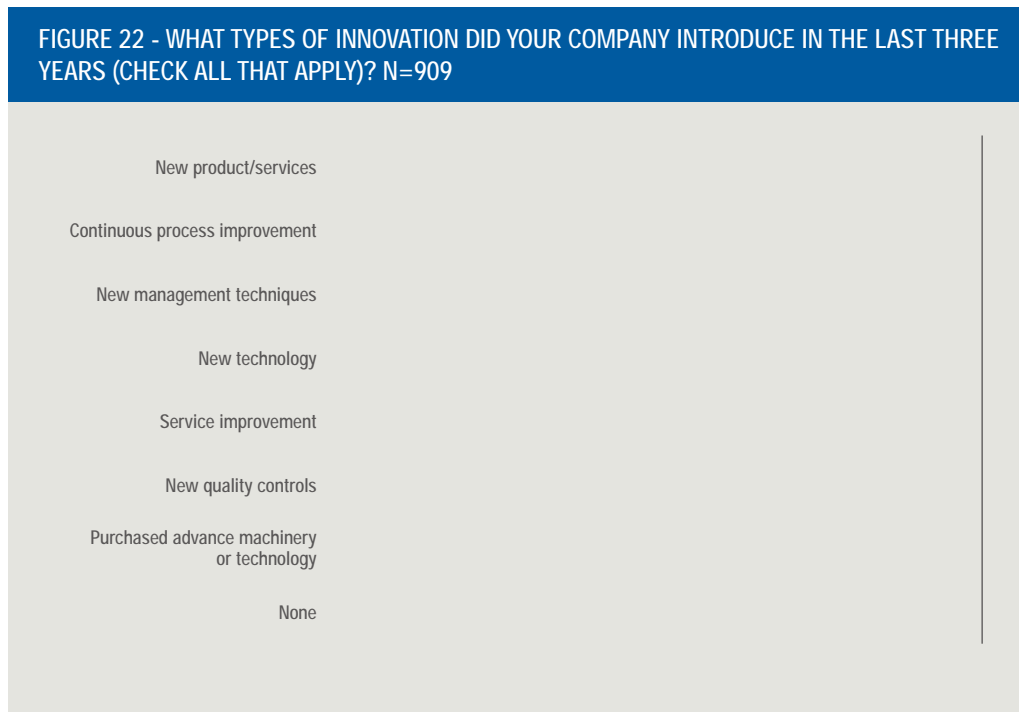 FIGURE 22 - WHAT TYPES OF INNOVATION DID YOUR COMPANY INTRODUCE IN THE LAST THREE
YEARS (CHECK ALL THAT APPLY)? N=909
New product/services
Continuous process improvement
New management techniques
New technology
Service improvement
New quality controls
Purchased advance machinery
or technology
None